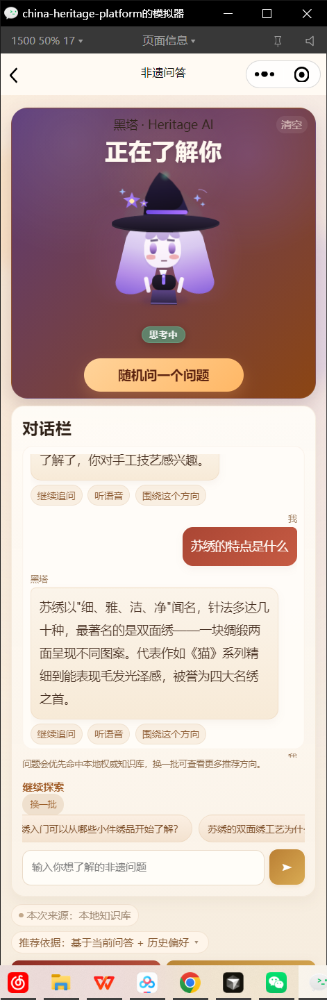 china-heritage-platform的模拟器
1500 50% 17
页面信息
非遗问答
黑塔 · Heritage AI
清空
正在了解你
思考中
随机问一个问题
对话栏
了解了，你对手工技艺感兴趣。
继续追问 听语音 围绕这个方向
我
苏绣的特点是什么
黑塔
苏绣以"细、雅、洁、净"闻名，针法多达几
十种，最著名的是双面绣——一块绸缎两
面呈现不同图案。代表作如《猫》系列精
细到能表现毛发光泽感，被誉为四大名绣
之首。
继续追问 听语音 围绕这个方向
问题会优先命中本地权威知识库，换一批可查看更多推荐方向。
继续探索
换一批
绣入门可以从哪些小件绣品开始了解？
苏绣的双面绣工艺为什
输入你想了解的非遗问题
本次来源：本地知识库
推荐依据：基于当前问答 + 历史偏好